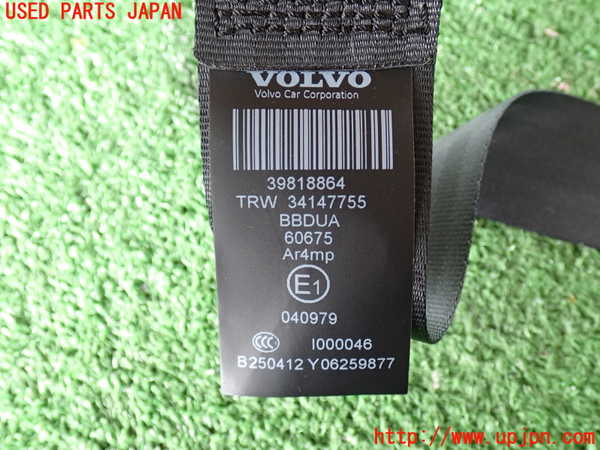 USED PARTS JAPAN
VOLVO
Volvo Car Corporation
39818864
TRW 34147755
BBDUA
60675
Ar4mp
E1
040979
CCC I000046
B250412 Y06259877
http://www.upjpn.com/